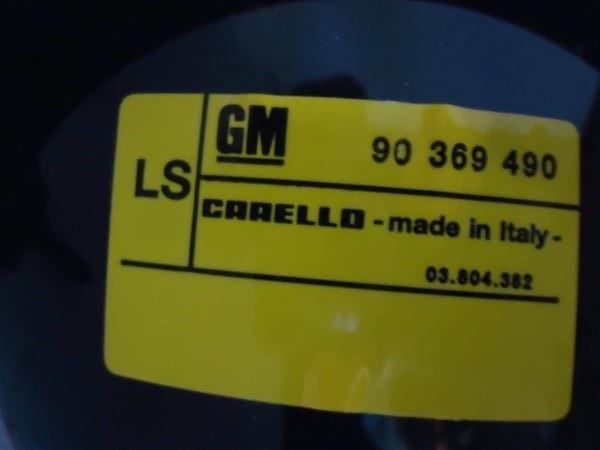 LS
GM 90 369 490
CARELLO - made in Italy -
03.804.382